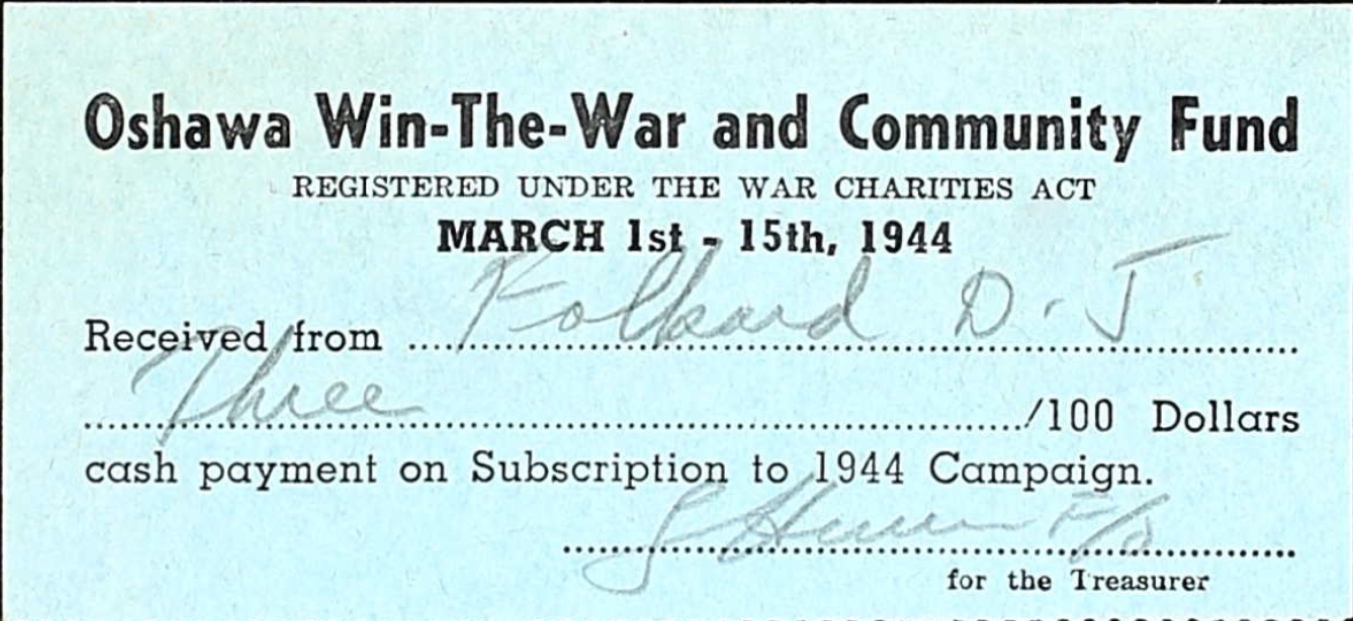 Oshawa Win-The-War and Community Fund
REGISTERED UNDER THE WAR CHARITIES ACT
MARCH 1st - 15th, 1944
Received from Folkard D. J
Three /100 Dollars
cash payment on Subscription to 1944 Campaign.
for the Treasurer